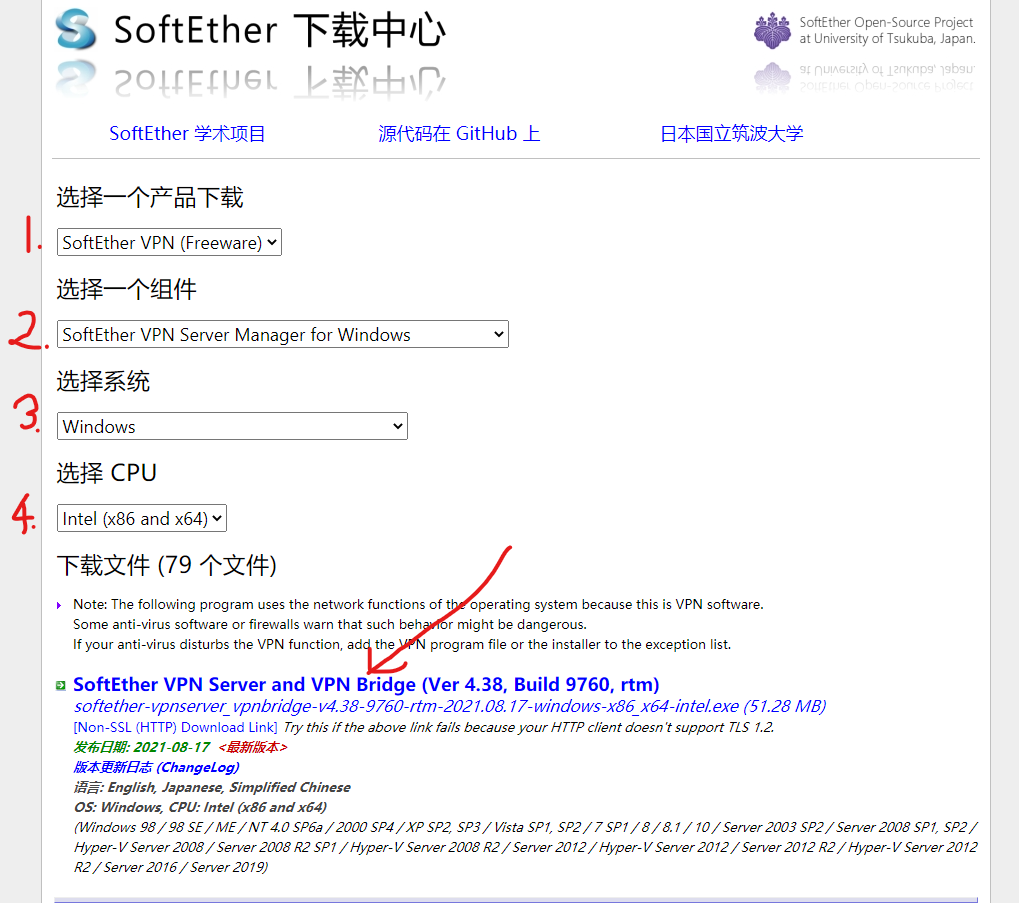 SoftEther 下载中心
SoftEther Open-Source Project
at University of Tsukuba, Japan.
SoftEther 学术项目
源代码在 GitHub 上
日本国立筑波大学
选择一个产品下载
1.
SoftEther VPN (Freeware)
选择一个组件
2.
SoftEther VPN Server Manager for Windows
选择系统
3.
Windows
选择 CPU
4.
Intel (x86 and x64)
下载文件 (79 个文件)
Note: The following program uses the network functions of the operating system because this is VPN software.
Some anti-virus software or firewalls warn that such behavior might be dangerous.
If your anti-virus disturbs the VPN function, add the VPN program file or the installer to the exception list.
SoftEther VPN Server and VPN Bridge (Ver 4.38, Build 9760, rtm)
softether-vpnserver_vpnbridge-v4.38-9760-rtm-2021.08.17-windows-x86_x64-intel.exe (51.28 MB)
[Non-SSL (HTTP) Download Link] Try this if the above link fails because your HTTP client doesn't support TLS 1.2.
发布日期: 2021-08-17 <最新版本>
版本更新日志 (ChangeLog)
语言: English, Japanese, Simplified Chinese
OS: Windows, CPU: Intel (x86 and x64)
(Windows 98 / 98 SE / ME / NT 4.0 SP6a / 2000 SP4 / XP SP2, SP3 / Vista SP1, SP2 / 7 SP1 / 8 / 8.1 / 10 / Server 2003 SP2 / Server 2008 SP1, SP2 /
Hyper-V Server 2008 / Server 2008 R2 SP1 / Hyper-V Server 2008 R2 / Server 2012 / Hyper-V Server 2012 / Server 2012 R2 / Hyper-V Server 2012
R2 / Server 2016 / Server 2019)